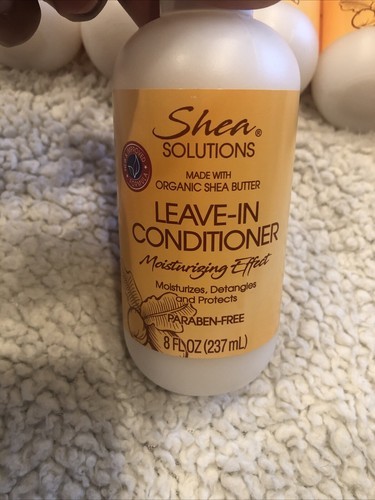 Shea®
SOLUTIONS
MADE WITH
ORGANIC SHEA BUTTER
LEAVE-IN
CONDITIONER
Moisturizing Effect
Moisturizes, Detangles
and Protects
PARABEN-FREE
8 FL OZ (237 mL)